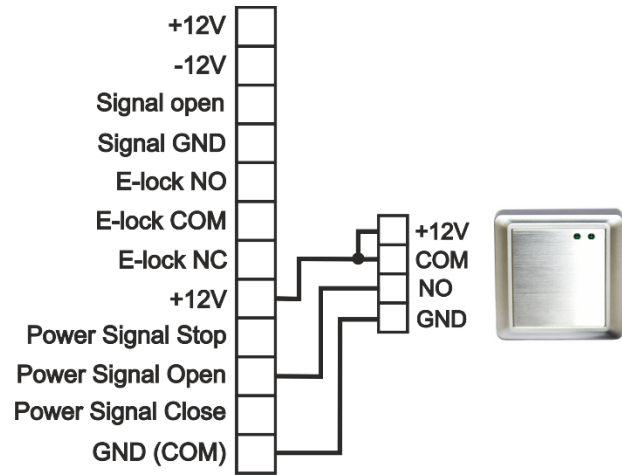 +12V
-12V
Signal open
Signal GND
E-lock NO
E-lock COM
E-lock NC
+12V
Power Signal Stop
Power Signal Open
Power Signal Close
GND (COM)
+12V
COM
NO
GND